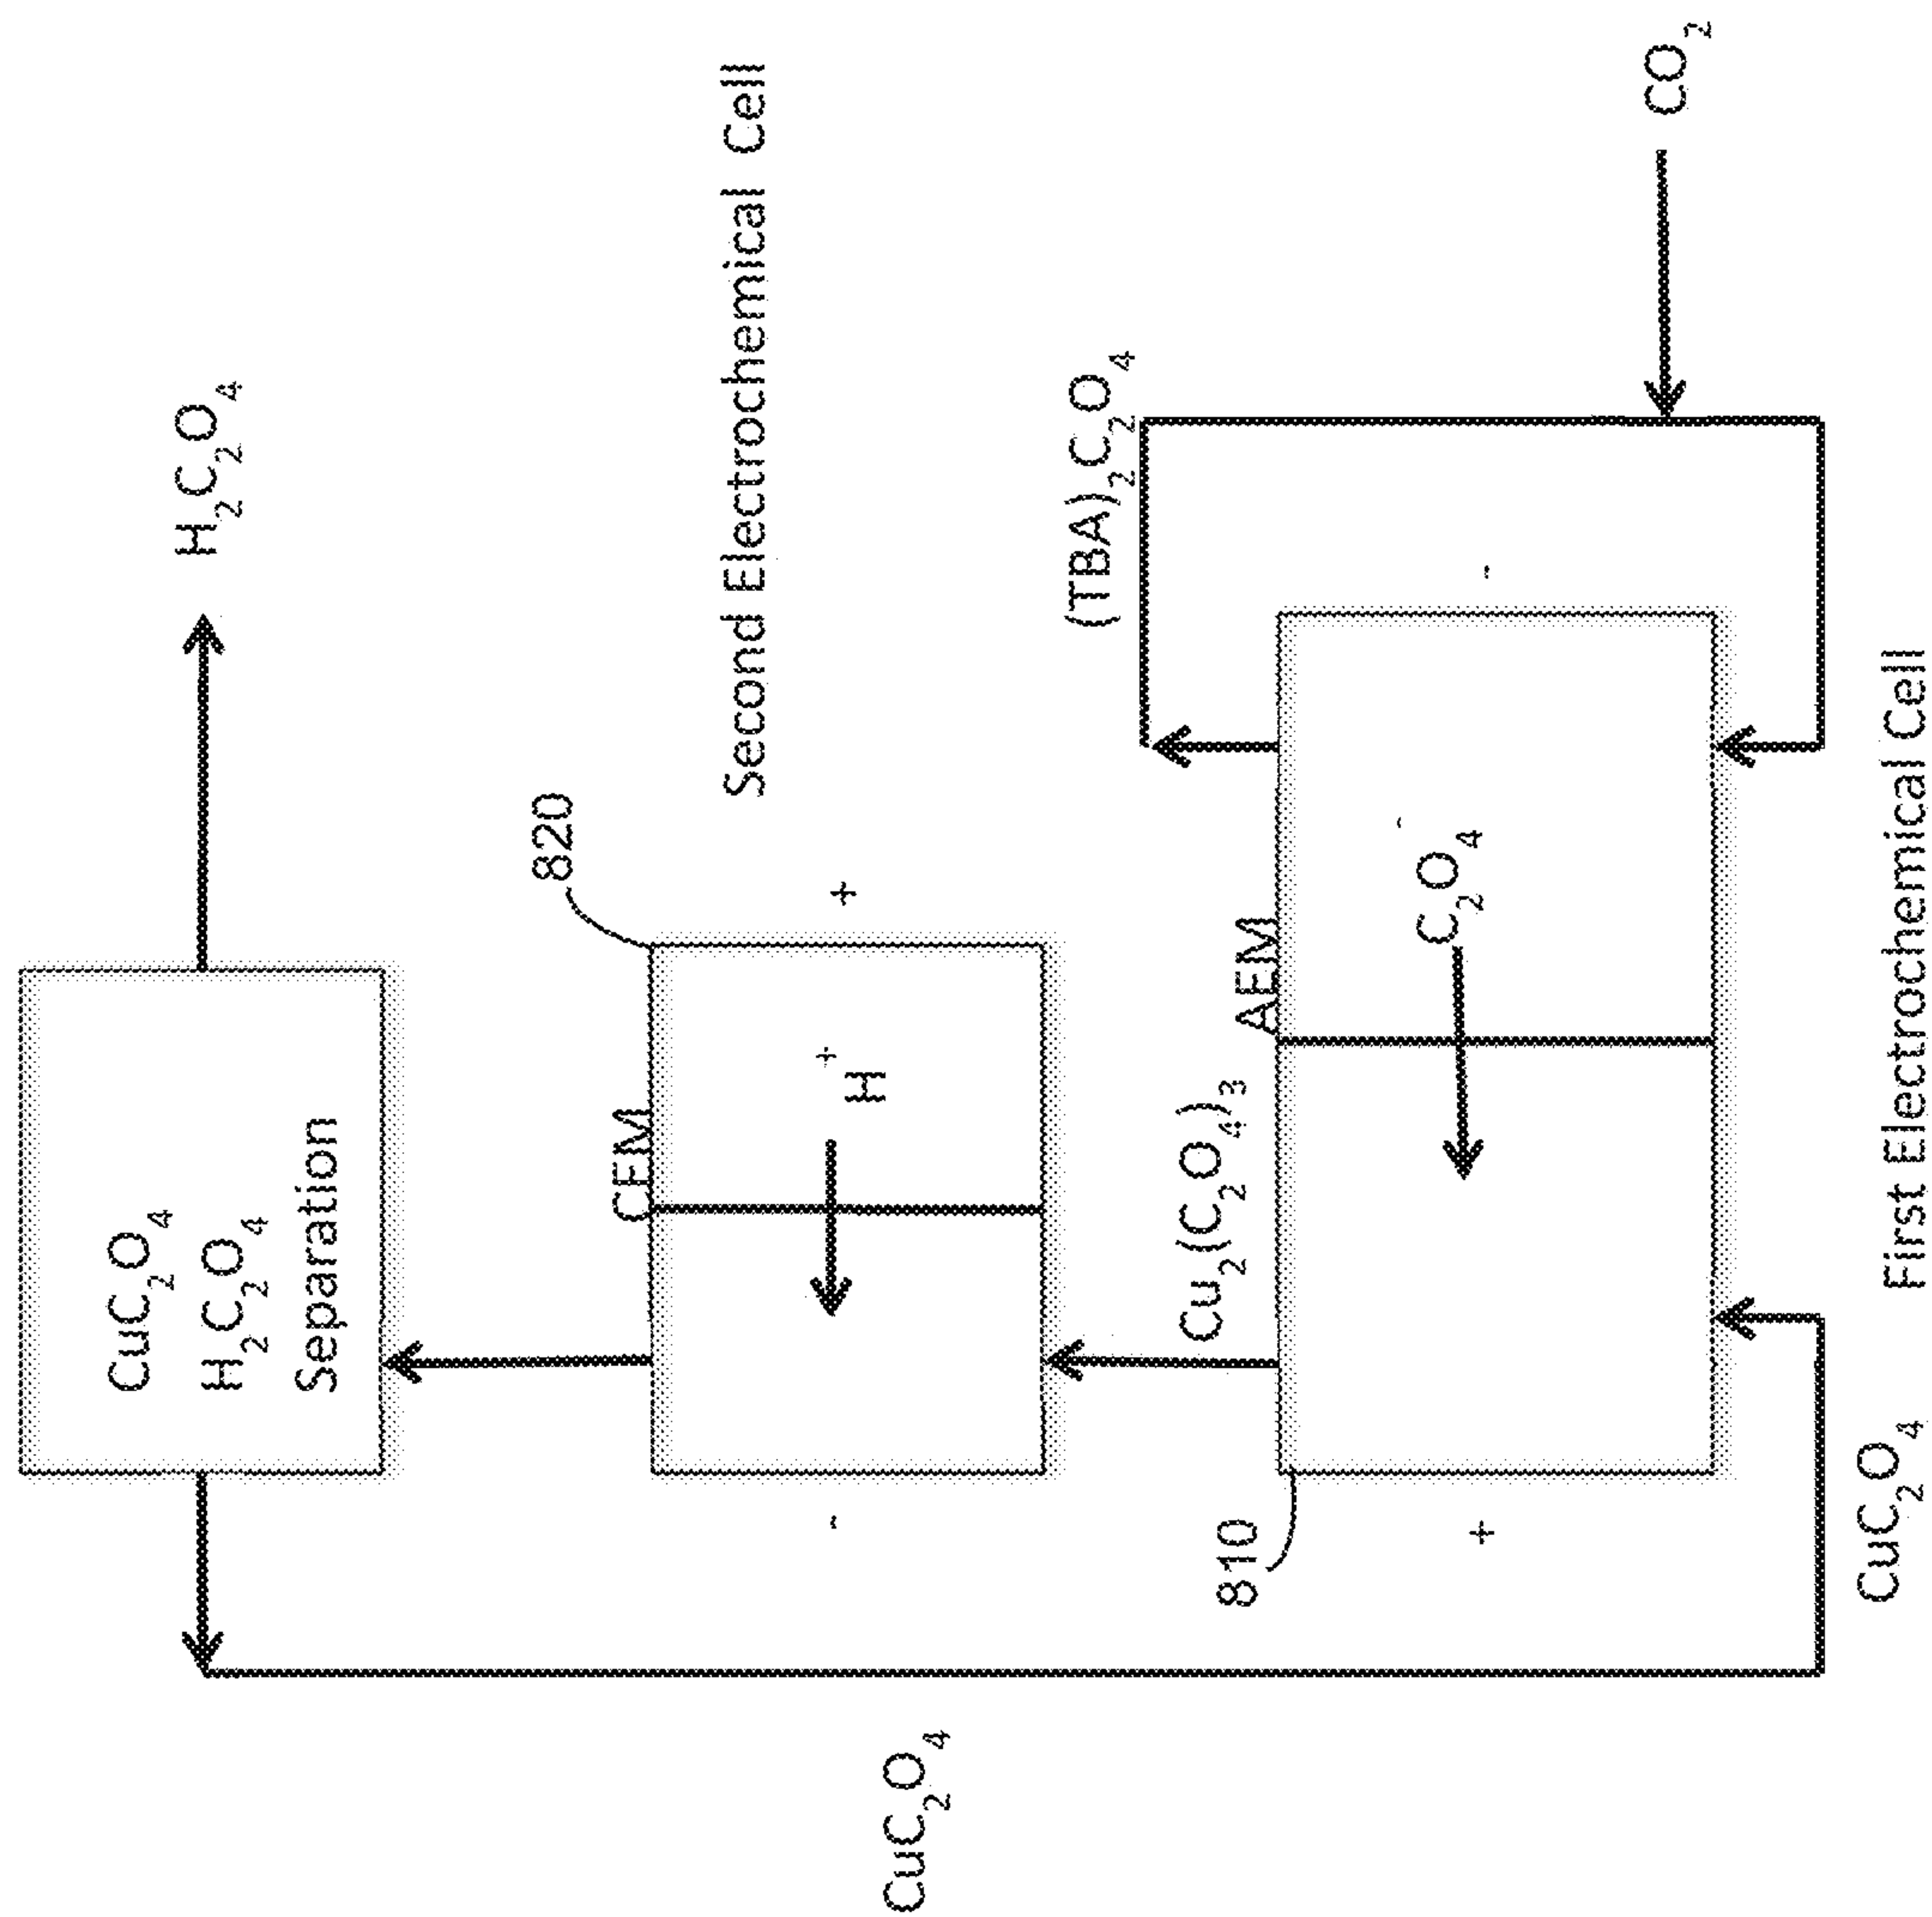 CuC2O4
H2C2O4
Separation
H2C2O4
820
CEM
H+
+
-
Second Electrochemical Cell
CuC2O4
Cu2(C2O4)3
(TBA)2C2O4
AEM
810
+
C2O4-
-
CO2
CuC2O4
First Electrochemical Cell